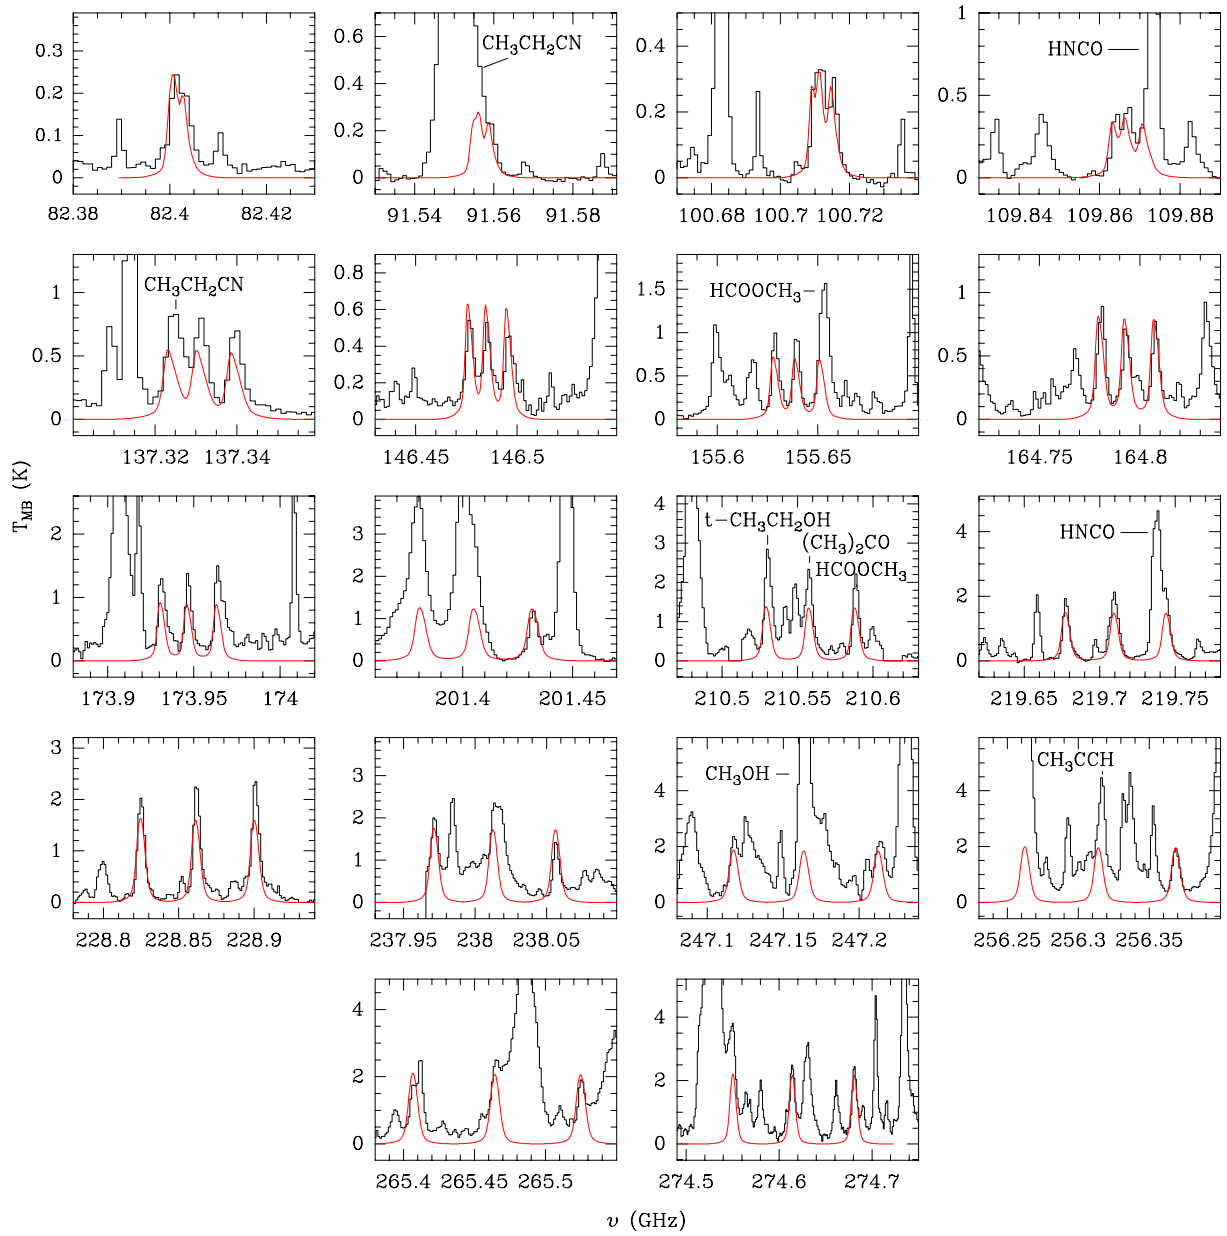 0.3
0.2
0.1
0
82.38 82.4 82.42
0.6
0.4
0.2
0
CH₃CH₂CN
91.54 91.56 91.58
0.4
0.2
0
100.68 100.7 100.72
1
0.5
0
HNCO
109.84 109.86 109.88
1
0.5
0
CH₃CH₂CN
137.32 137.34
0.8
0.6
0.4
0.2
0
146.45 146.5
1.5
1
0.5
0
HCOOCH₃
155.6 155.65
1
0.5
0
164.75 164.8
T_MB (K)
2
1
0
173.9 173.95 174
3
2
1
0
201.4 201.45
4
3
2
1
0
t-CH₃CH₂OH
(CH₃)₂CO
HCOOCH₃
210.5 210.55 210.6
4
2
0
HNCO
219.65 219.7 219.75
3
2
1
0
228.8 228.85 228.9
3
2
1
0
237.95 238 238.05
4
2
0
CH₃OH
247.1 247.15 247.2
4
2
0
CH₃CCH
256.25 256.3 256.35
4
2
0
265.4 265.45 265.5
4
2
0
274.5 274.6 274.7
ν (GHz)